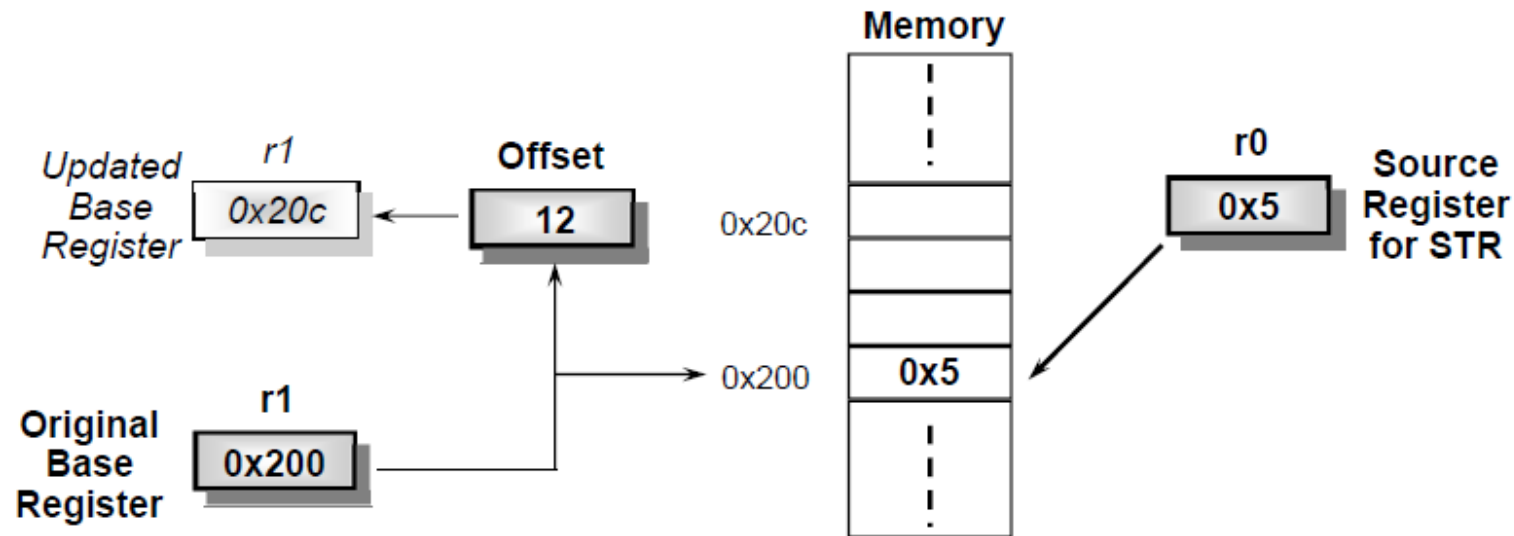 Memory
Updated
Base
Register
r1
0x20c
Offset
12
0x20c
r0
0x5
Source
Register
for STR
0x200
0x5
Original
Base
Register
r1
0x200